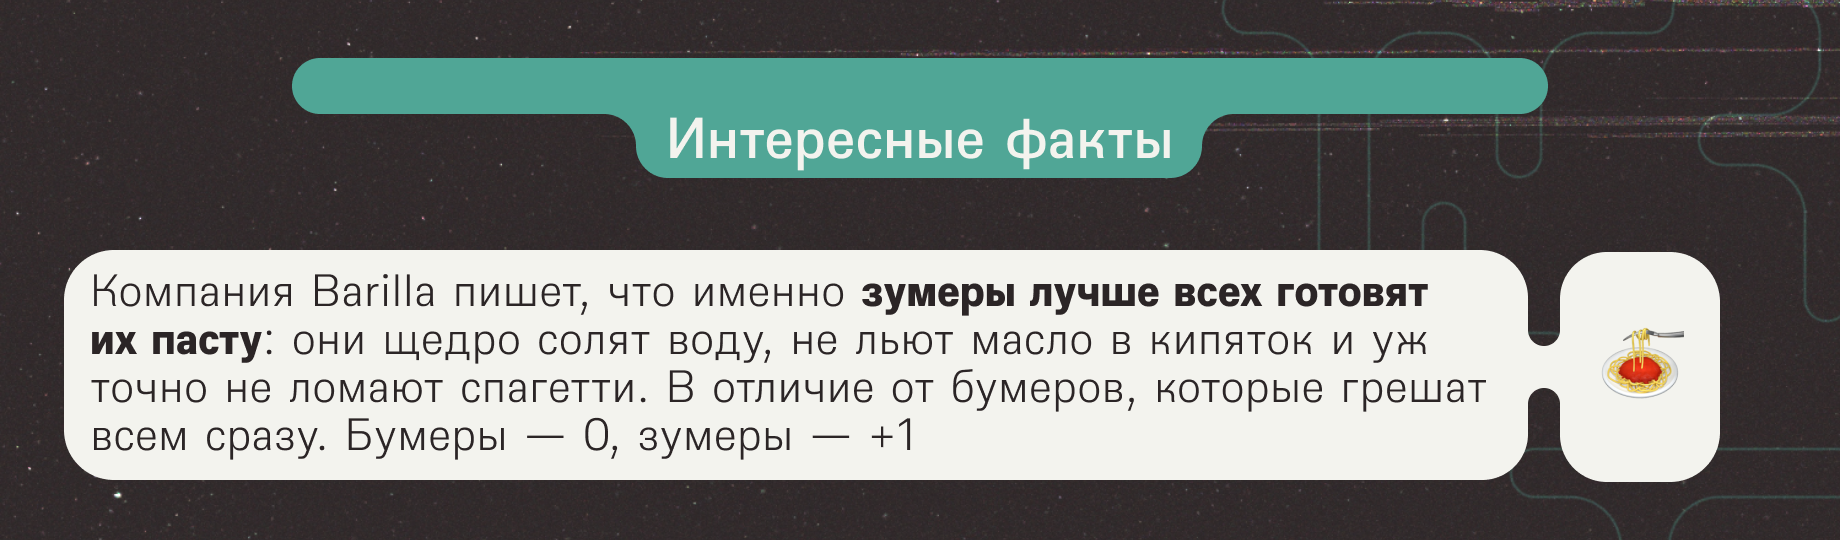 Интересные факты
Компания Barilla пишет, что именно зумеры лучше всех готовят
их пасту: они щедро солят воду, не льют масло в кипяток и уж
точно не ломают спагетти. В отличие от бумеров, которые грешат
всем сразу. Бумеры — 0, зумеры — +1